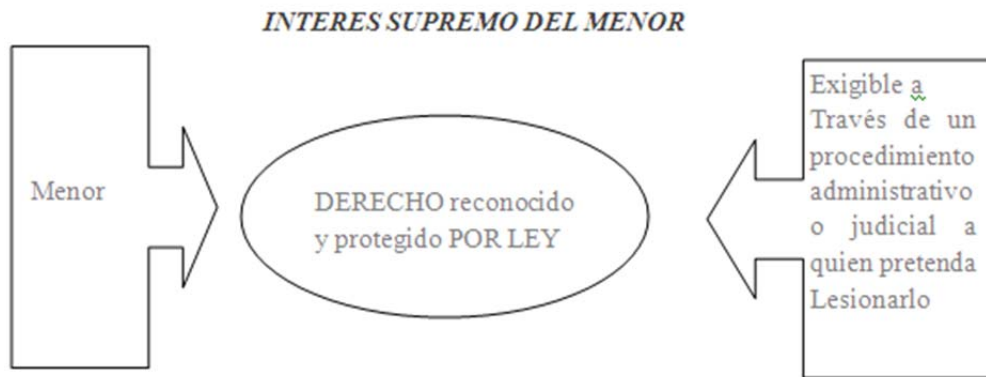 INTERES SUPREMO DEL MENOR
Menor
DERECHO reconocido
y protegido POR LEY
Exigible a
Través de un
procedimiento
administrativo
o judicial a
quien pretenda
Lesionarlo